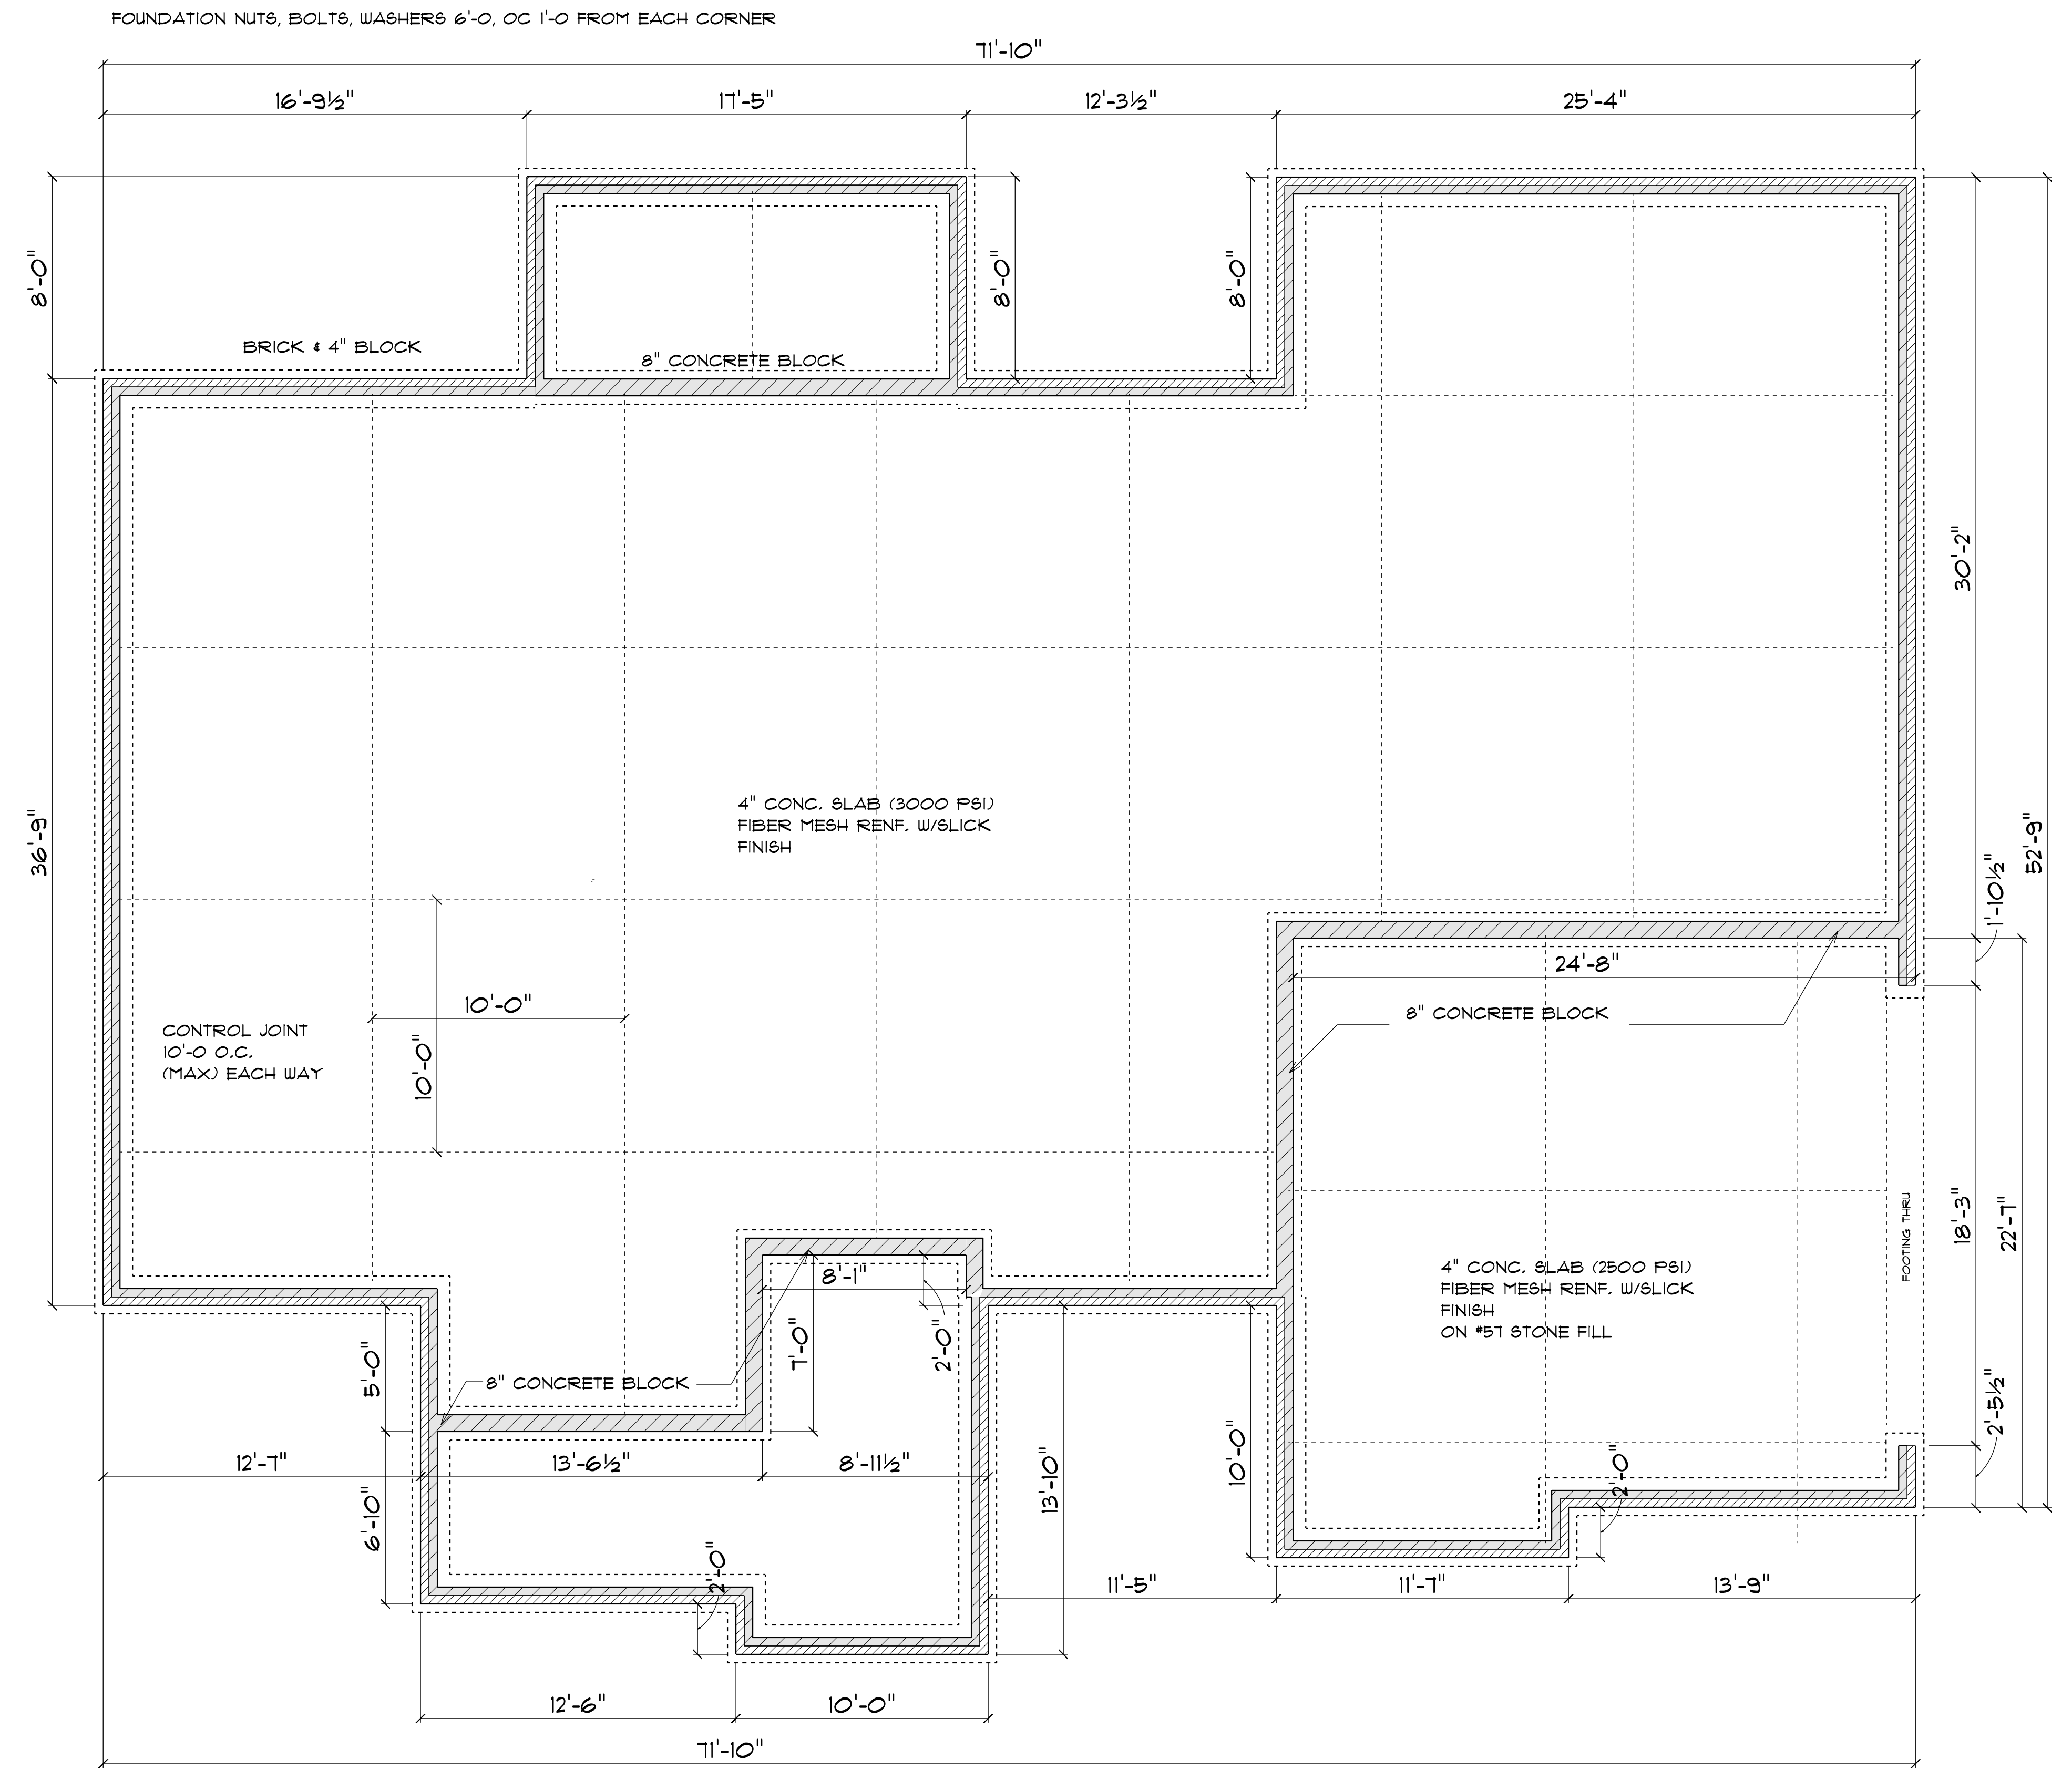 FOUNDATION NUTS, BOLTS, WASHERS 6'-0, OC 1'-0 FROM EACH CORNER
71'-10"
16'-9½"
17'-5"
12'-3½"
25'-4"
8'-0"
8'-0"
8'-0"
BRICK & 4" BLOCK
8" CONCRETE BLOCK
30'-2"
36'-9"
4" CONC. SLAB (3000 PSI)
FIBER MESH RENF. W/SLICK
FINISH
52'-9"
1'-10½"
24'-8"
8" CONCRETE BLOCK
10'-0"
10'-0"
CONTROL JOINT
10'-0 O.C.
(MAX) EACH WAY
FOOTING THRU
18'-3"
22'-7"
4" CONC. SLAB (2500 PSI)
FIBER MESH RENF. W/SLICK
FINISH
ON #57 STONE FILL
8'-1"
7'-0"
2'-0"
5'-0"
8" CONCRETE BLOCK
2'-5½"
12'-7"
13'-6½"
8'-11½"
10'-0"
2'-0"
13'-10"
6'-10"
2'-0"
11'-5"
11'-7"
13'-9"
12'-6"
10'-0"
71'-10"